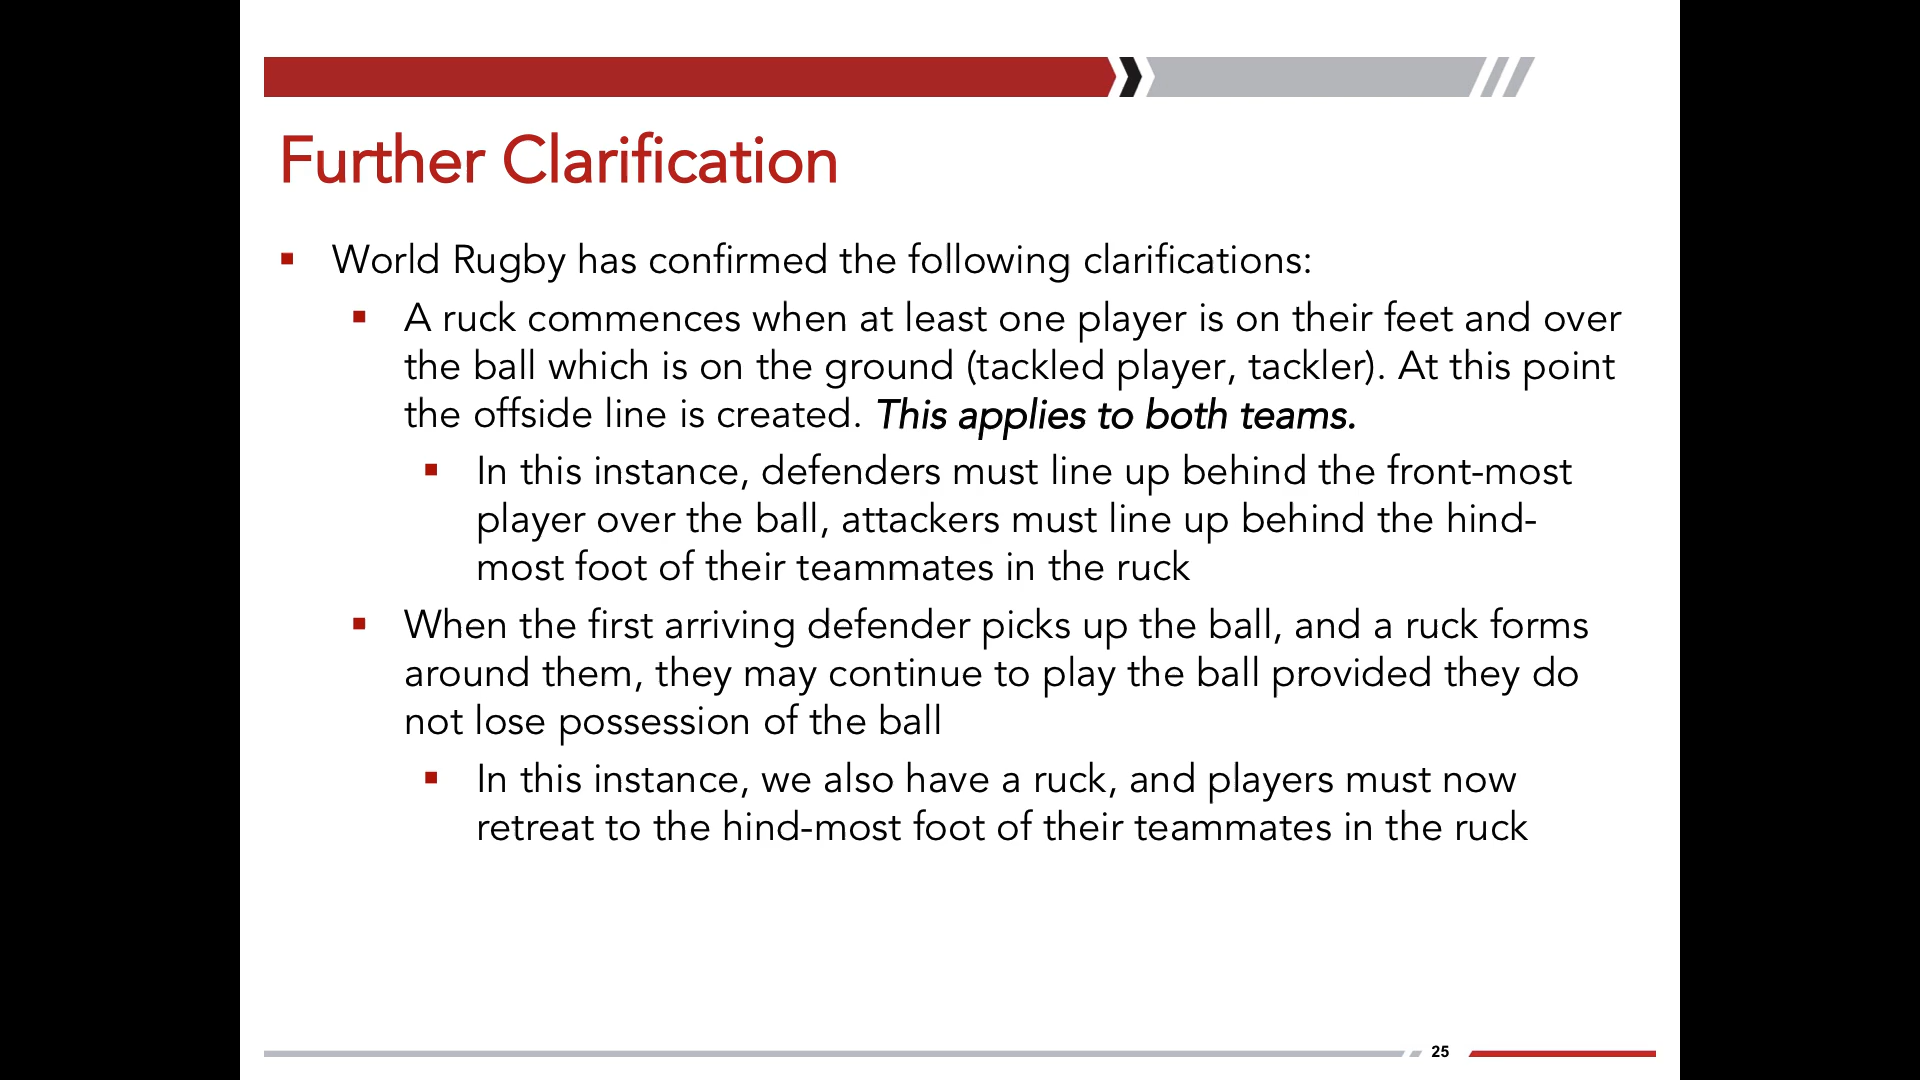 Further Clarification
World Rugby has confirmed the following clarifications:
A ruck commences when at least one player is on their feet and over
the ball which is on the ground (tackled player, tackler). At this point
the offside line is created. This applies to both teams.
In this instance, defenders must line up behind the front-most
player over the ball, attackers must line up behind the hind-
most foot of their teammates in the ruck
When the first arriving defender picks up the ball, and a ruck forms
around them, they may continue to play the ball provided they do
not lose possession of the ball
In this instance, we also have a ruck, and players must now
retreat to the hind-most foot of their teammates in the ruck
25